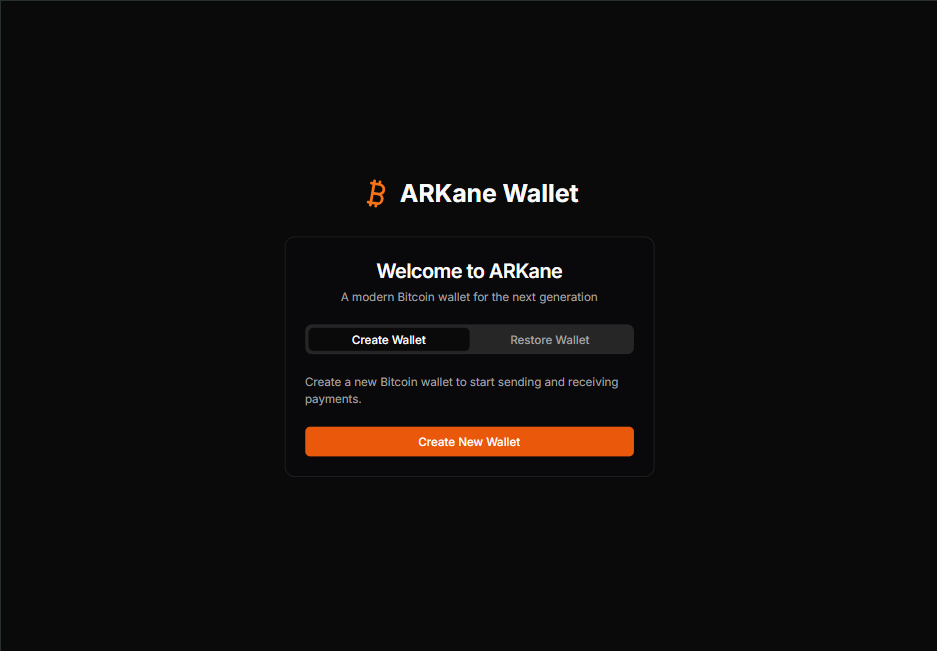 ARKane Wallet
Welcome to ARKane
A modern Bitcoin wallet for the next generation
Create Wallet
Restore Wallet
Create a new Bitcoin wallet to start sending and receiving
payments.
Create New Wallet